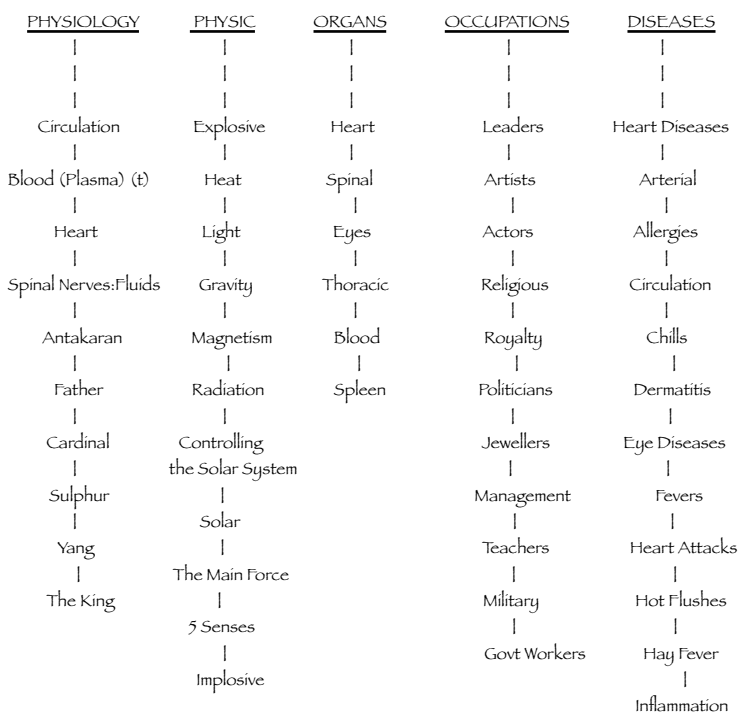 PHYSIOLOGY
Circulation
Blood (Plasma) (t)
Heart
Spinal Nerves:Fluids
Antakaran
Father
Cardinal
Sulphur
Yang
The King
PHYSIC
Explosive
Heat
Light
Gravity
Magnetism
Radiation
Controlling
the Solar System
Solar
The Main Force
5 Senses
Implosive
ORGANS
Heart
Spinal
Eyes
Thoracic
Blood
Spleen
OCCUPATIONS
Leaders
Artists
Actors
Religious
Royalty
Politicians
Jewellers
Management
Teachers
Military
Govt Workers
DISEASES
Heart Diseases
Arterial
Allergies
Circulation
Chills
Dermatitis
Eye Diseases
Fevers
Heart Attacks
Hot Flushes
Hay Fever
Inflammation